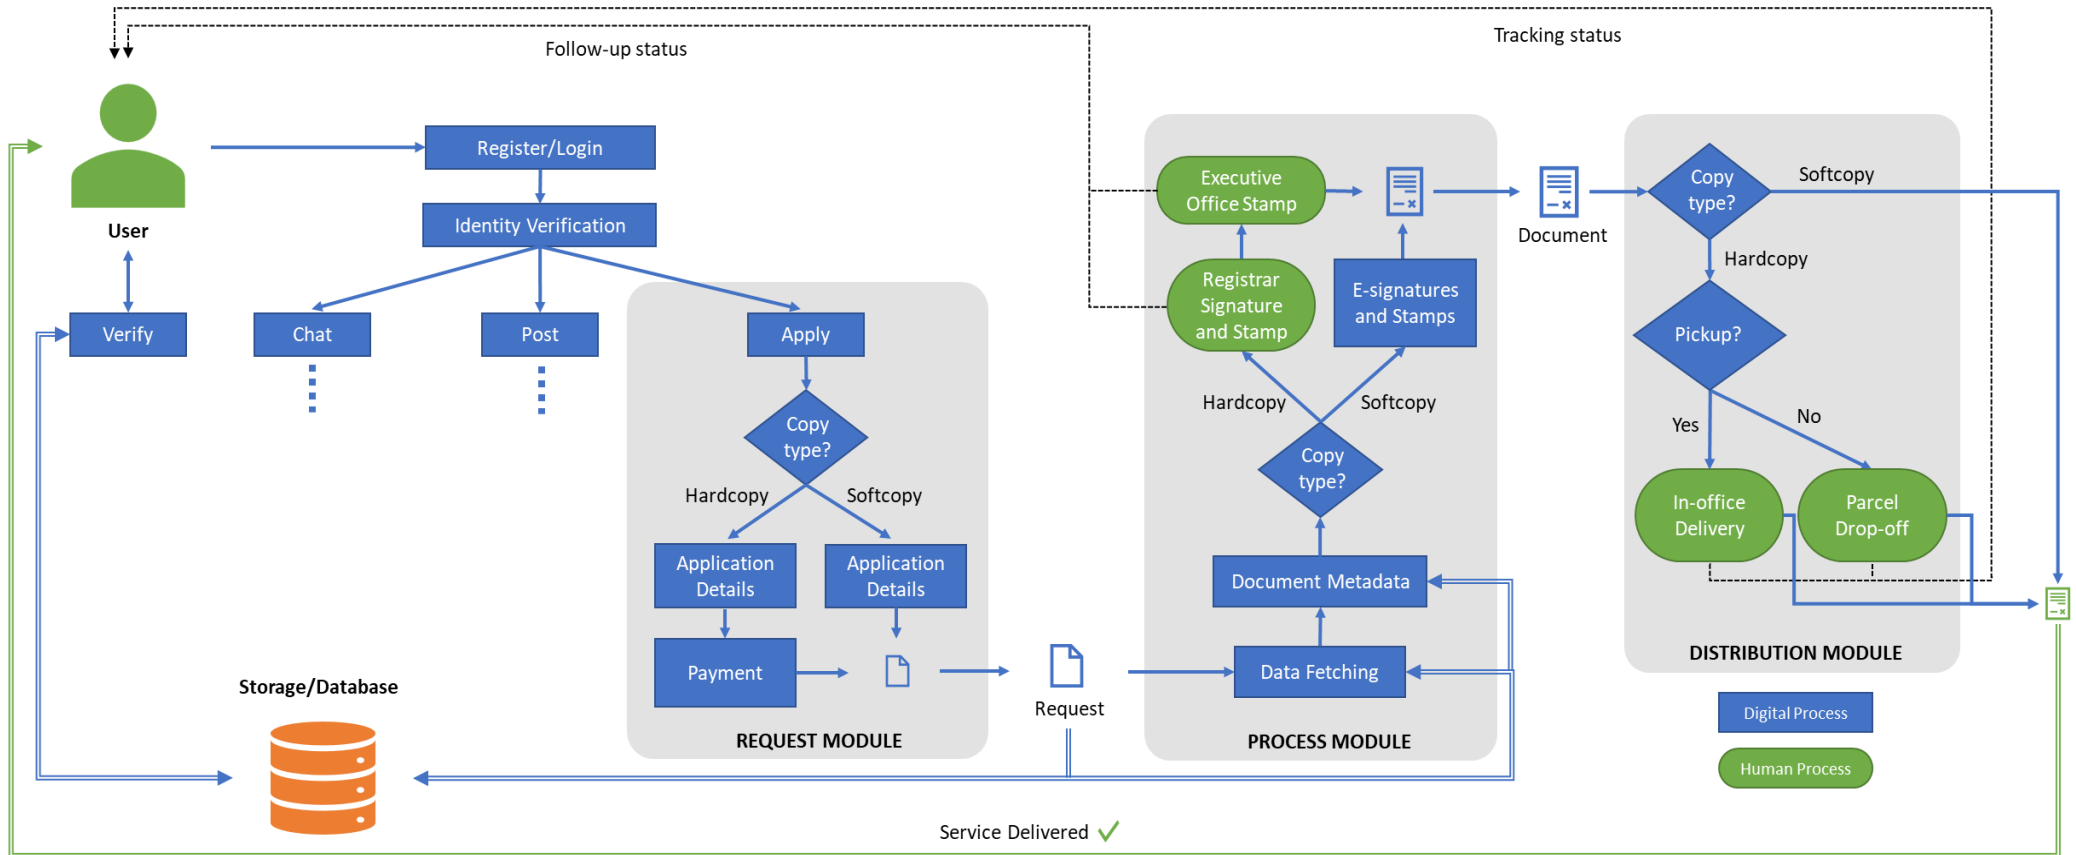 Follow-up status
Tracking status
User
Register/Login
Identity Verification
Verify
Chat
Post
Apply
Copy
type?
Hardcopy
Softcopy
Application
Details
Application
Details
Payment
REQUEST MODULE
Request
Storage/Database
Executive
Office Stamp
Registrar
Signature
and Stamp
E-signatures
and Stamps
Hardcopy
Softcopy
Copy
type?
Document Metadata
Data Fetching
PROCESS MODULE
Document
Copy
type?
Softcopy
Hardcopy
Pickup?
Yes
No
In-office
Delivery
Parcel
Drop-off
DISTRIBUTION MODULE
Digital Process
Human Process
Service Delivered